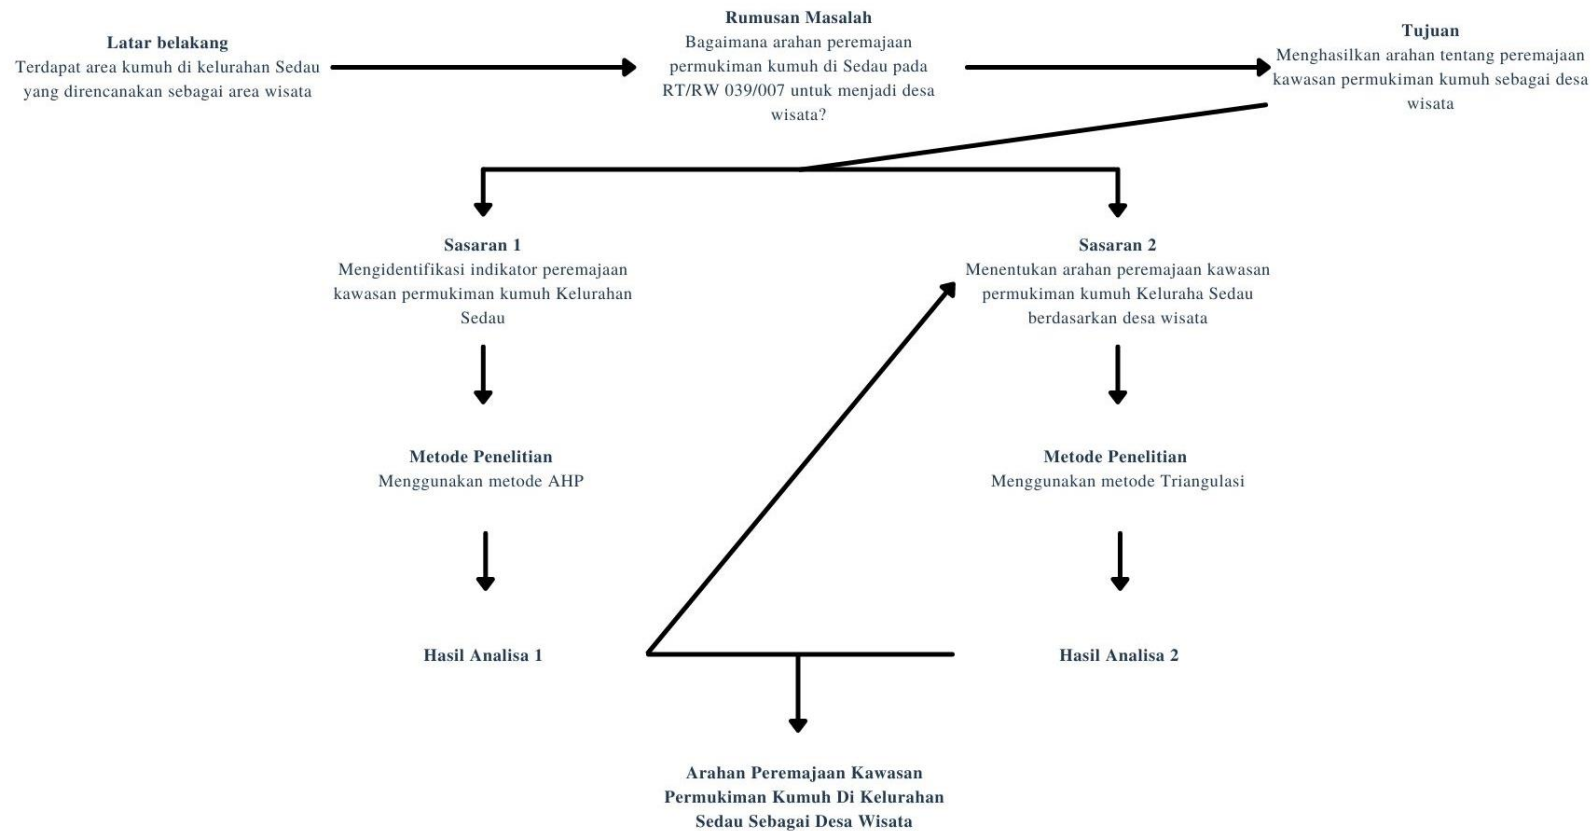 Latar belakang
Terdapat area kumuh di kelurahan Sedau
yang direncanakan sebagai area wisata
Rumusan Masalah
Bagaimana arahan peremajaan
permukiman kumuh di Sedau pada
RT/RW 039/007 untuk menjadi desa
wisata?
Tujuan
Menghasilkan arahan tentang peremajaan
kawasan permukiman kumuh sebagai desa
wisata
Sasaran 1
Mengidentifikasi indikator peremajaan
kawasan permukiman kumuh Kelurahan
Sedau
Sasaran 2
Menentukan arahan peremajaan kawasan
permukiman kumuh Keluraha Sedau
berdasarkan desa wisata
Metode Penelitian
Menggunakan metode AHP
Metode Penelitian
Menggunakan metode Triangulasi
Hasil Analisa 1
Hasil Analisa 2
Arahan Peremajaan Kawasan
Permukiman Kumuh Di Kelurahan
Sedau Sebagai Desa Wisata